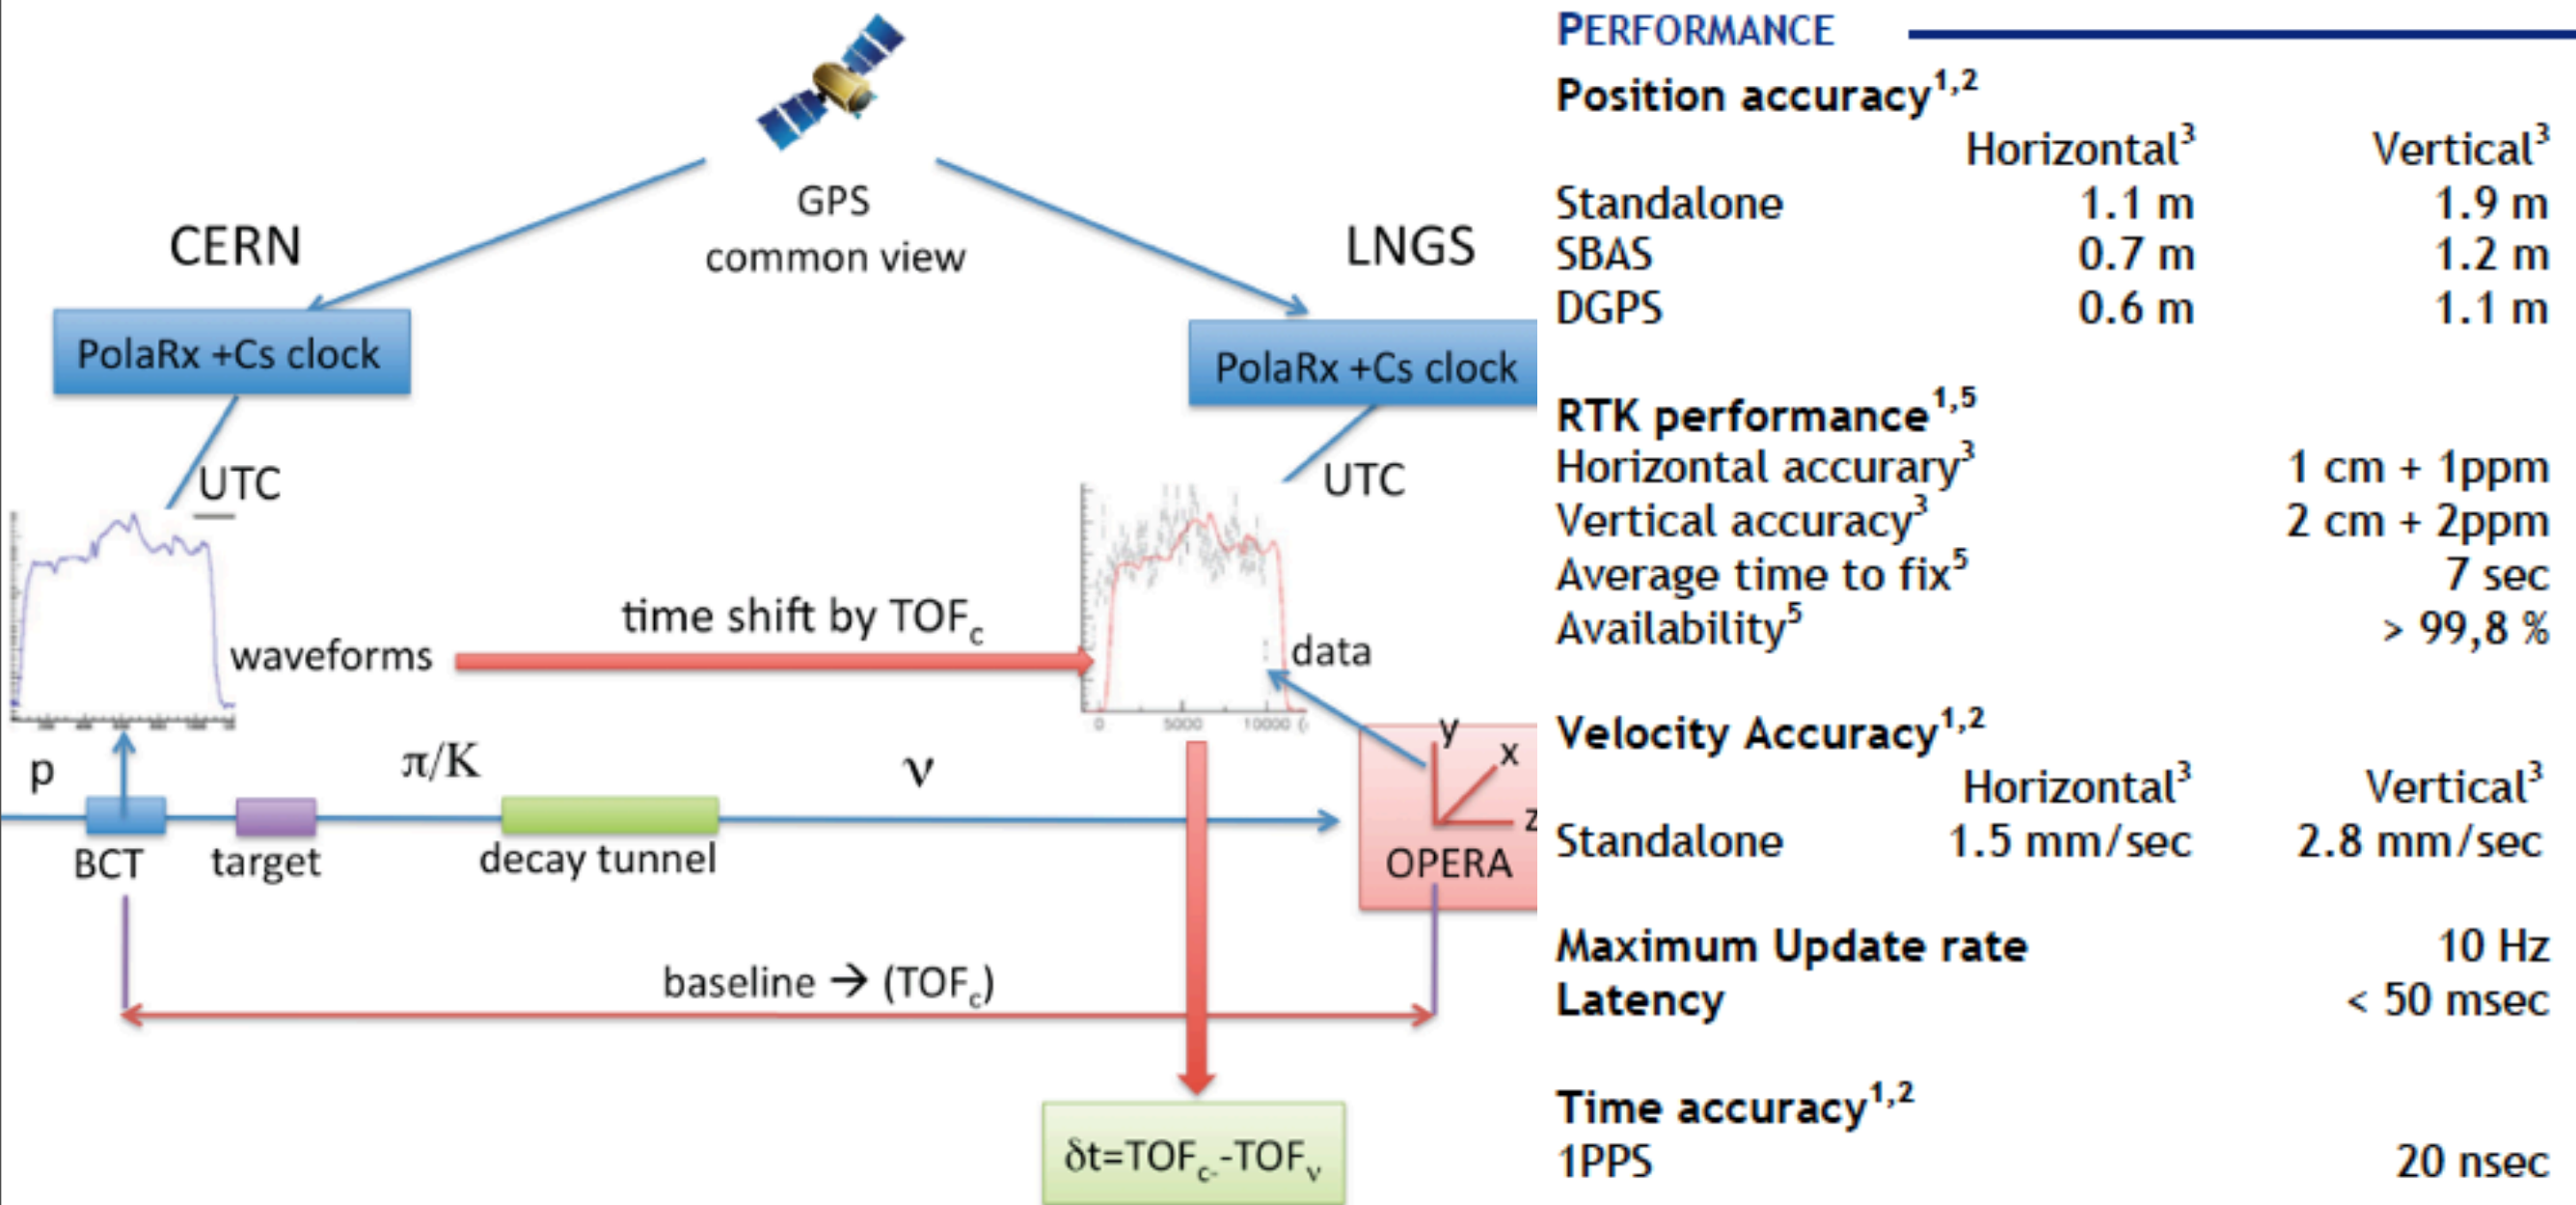 GPS
common view
CERN
LNGS
PolaRx +Cs clock
PolaRx +Cs clock
UTC
UTC
waveforms
time shift by TOFc
data
0 5000 10000
p
π/K
ν
y
x
z
BCT
target
decay tunnel
OPERA
baseline → (TOFc)
δt=TOFc--TOFν
PERFORMANCE
Position accuracy1,2
Horizontal3 Vertical3
Standalone 1.1 m 1.9 m
SBAS 0.7 m 1.2 m
DGPS 0.6 m 1.1 m
RTK performance1,5
Horizontal accurary3 1 cm + 1ppm
Vertical accuracy3 2 cm + 2ppm
Average time to fix5 7 sec
Availability5 > 99,8 %
Velocity Accuracy1,2
Horizontal3 Vertical3
Standalone 1.5 mm/sec 2.8 mm/sec
Maximum Update rate 10 Hz
Latency < 50 msec
Time accuracy1,2
1PPS 20 nsec